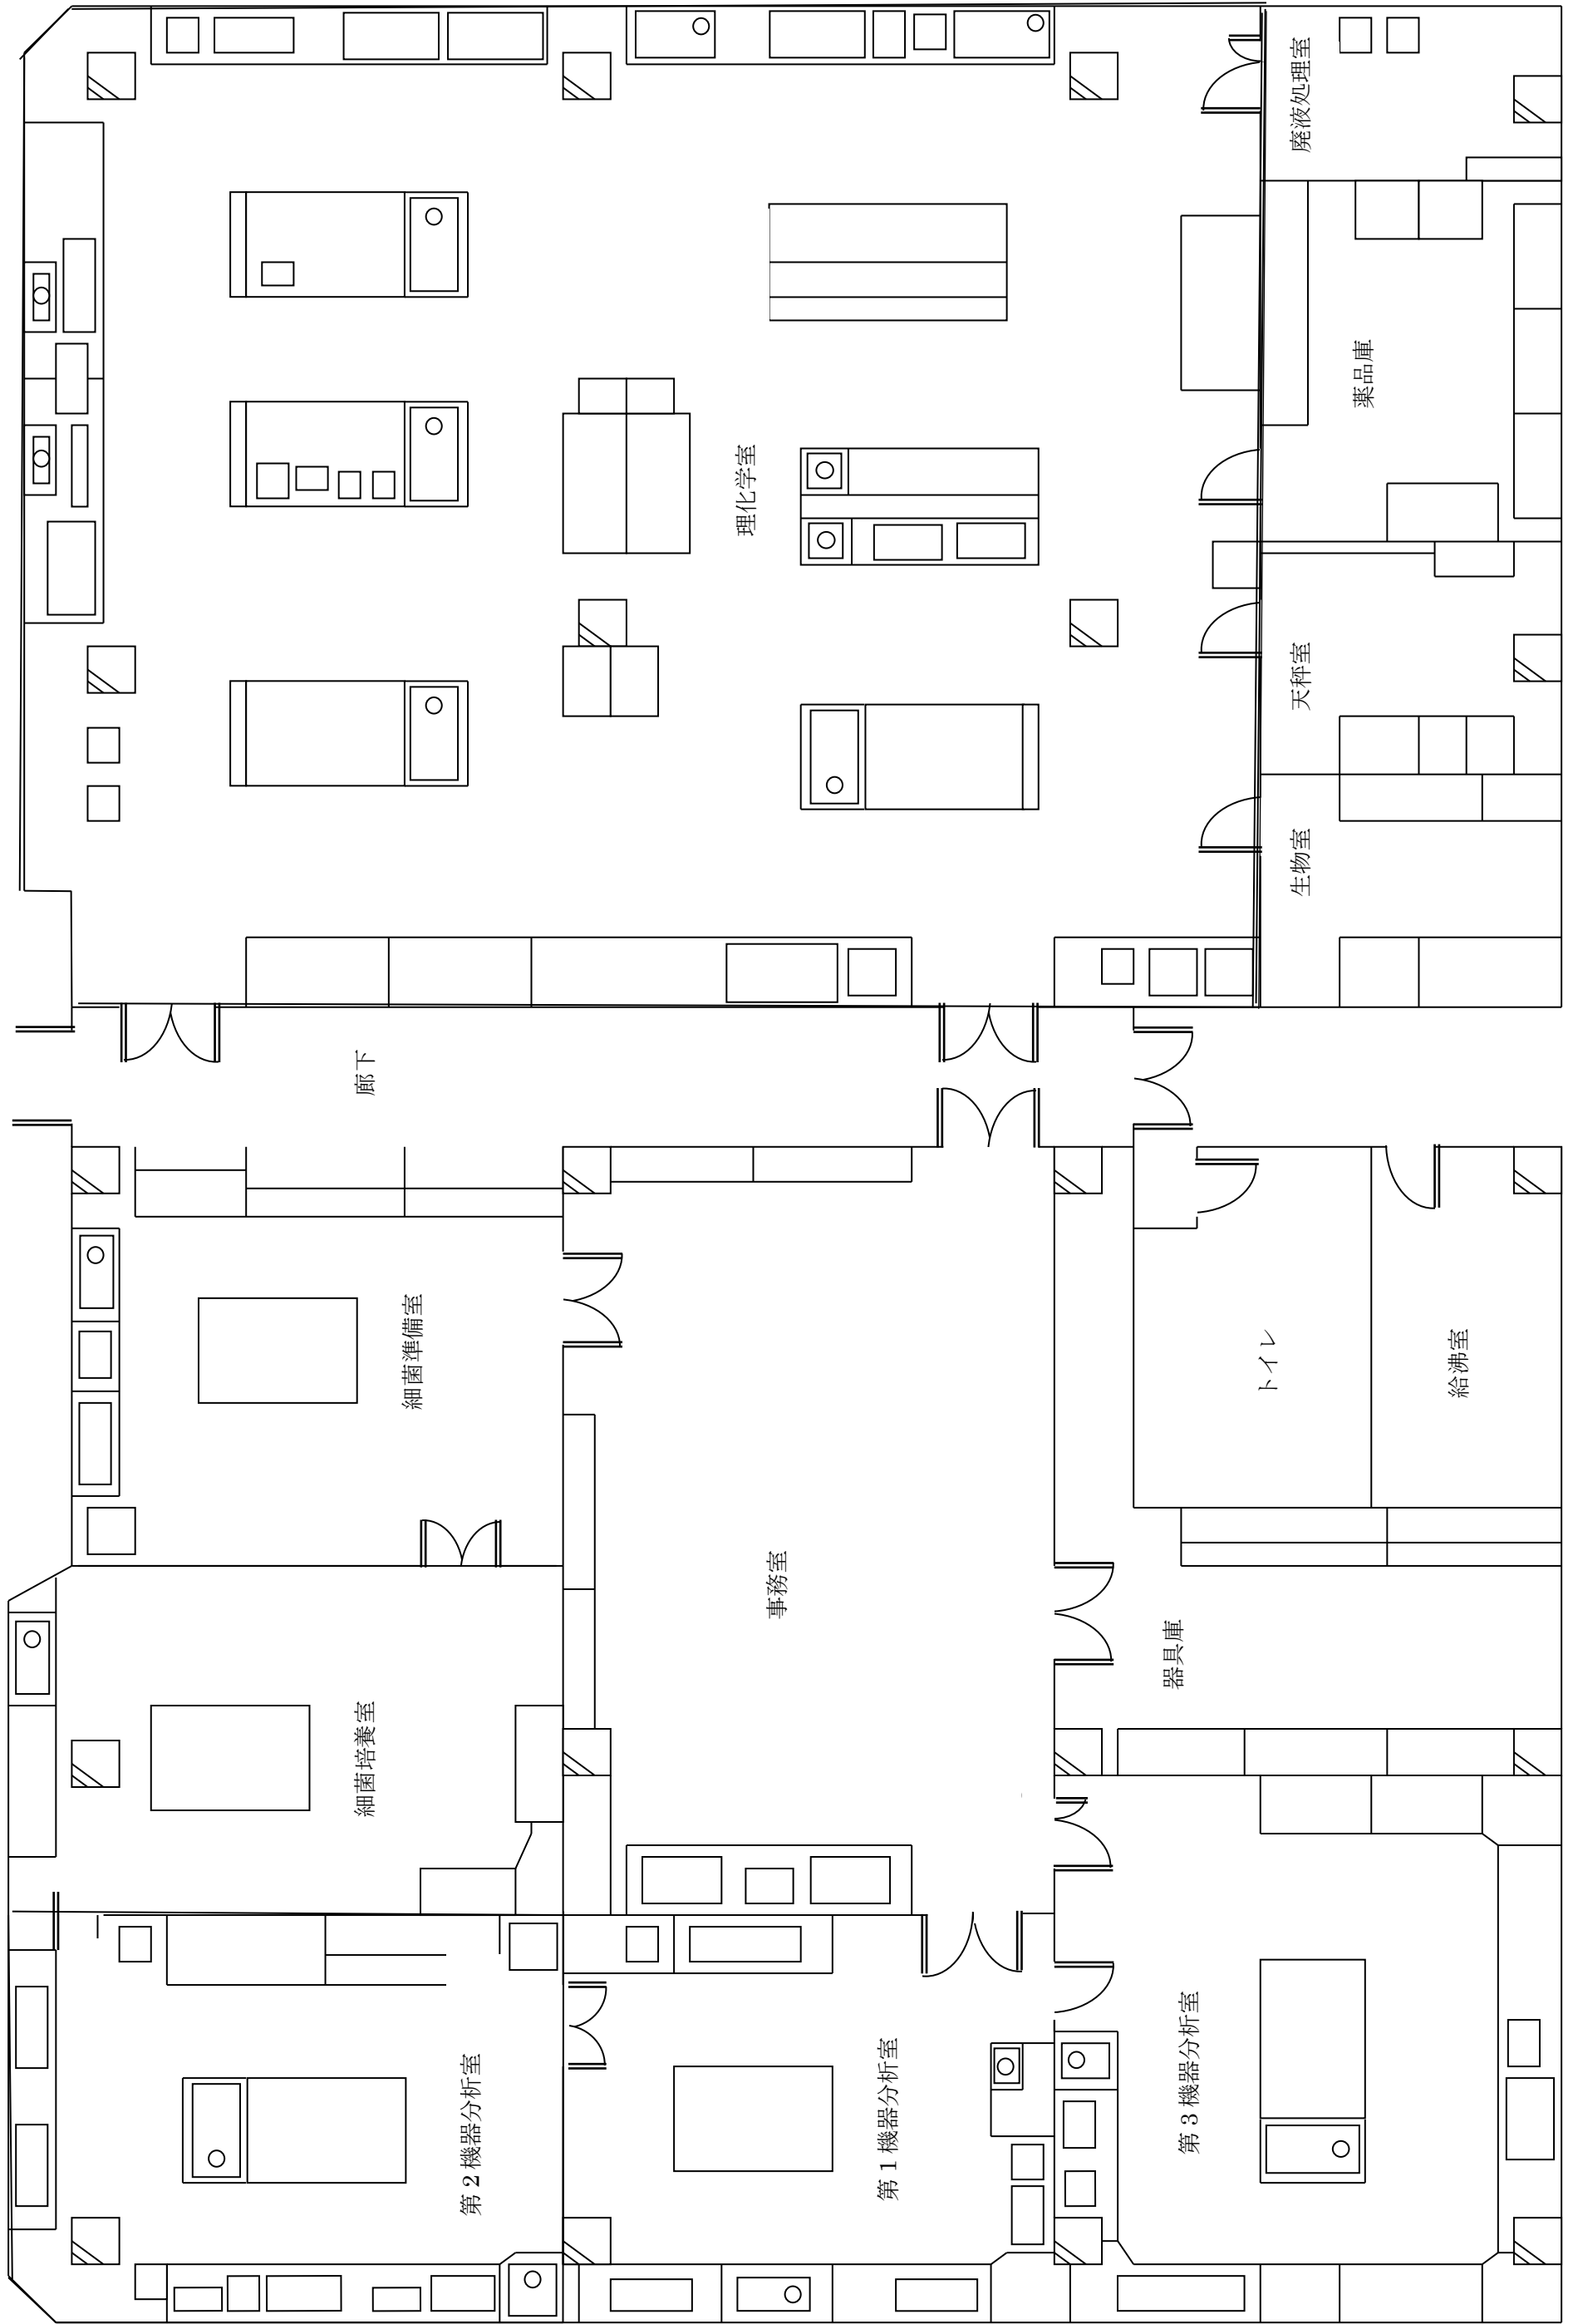 廃液処理室
薬品庫
理化学室
天秤室
生物室
廊下
細菌準備室
トイレ
給沸室
事務室
器具庫
細菌培養室
第2機器分析室
第1機器分析室
第3機器分析室